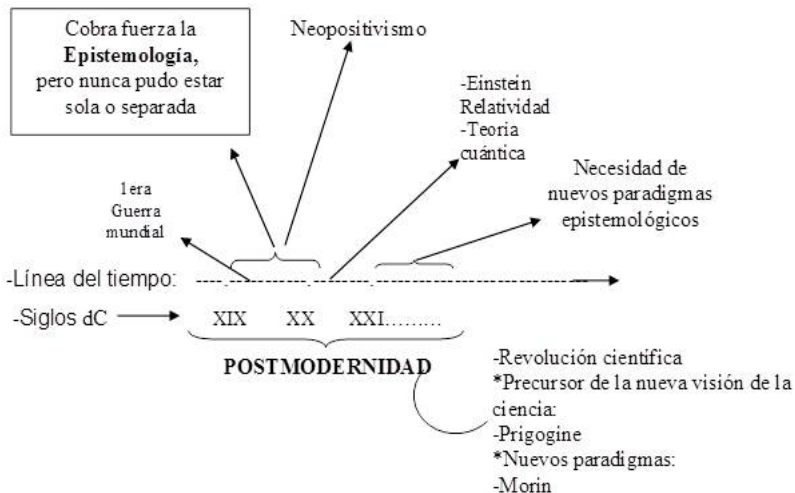 Cobra fuerza la
Epistemología,
pero nunca pudo estar
sola o separada
Neopositivismo
-Einstein
Relatividad
-Teoría
cuántica
Necesidad de
nuevos paradigmas
epistemológicos
1era
Guerra
mundial
-Línea del tiempo:
-Siglos dC
XIX XX XXI.........
POSTMODERNIDAD
-Revolución científica
*Precursor de la nueva visión de la
ciencia:
-Prigogine
*Nuevos paradigmas:
-Morin